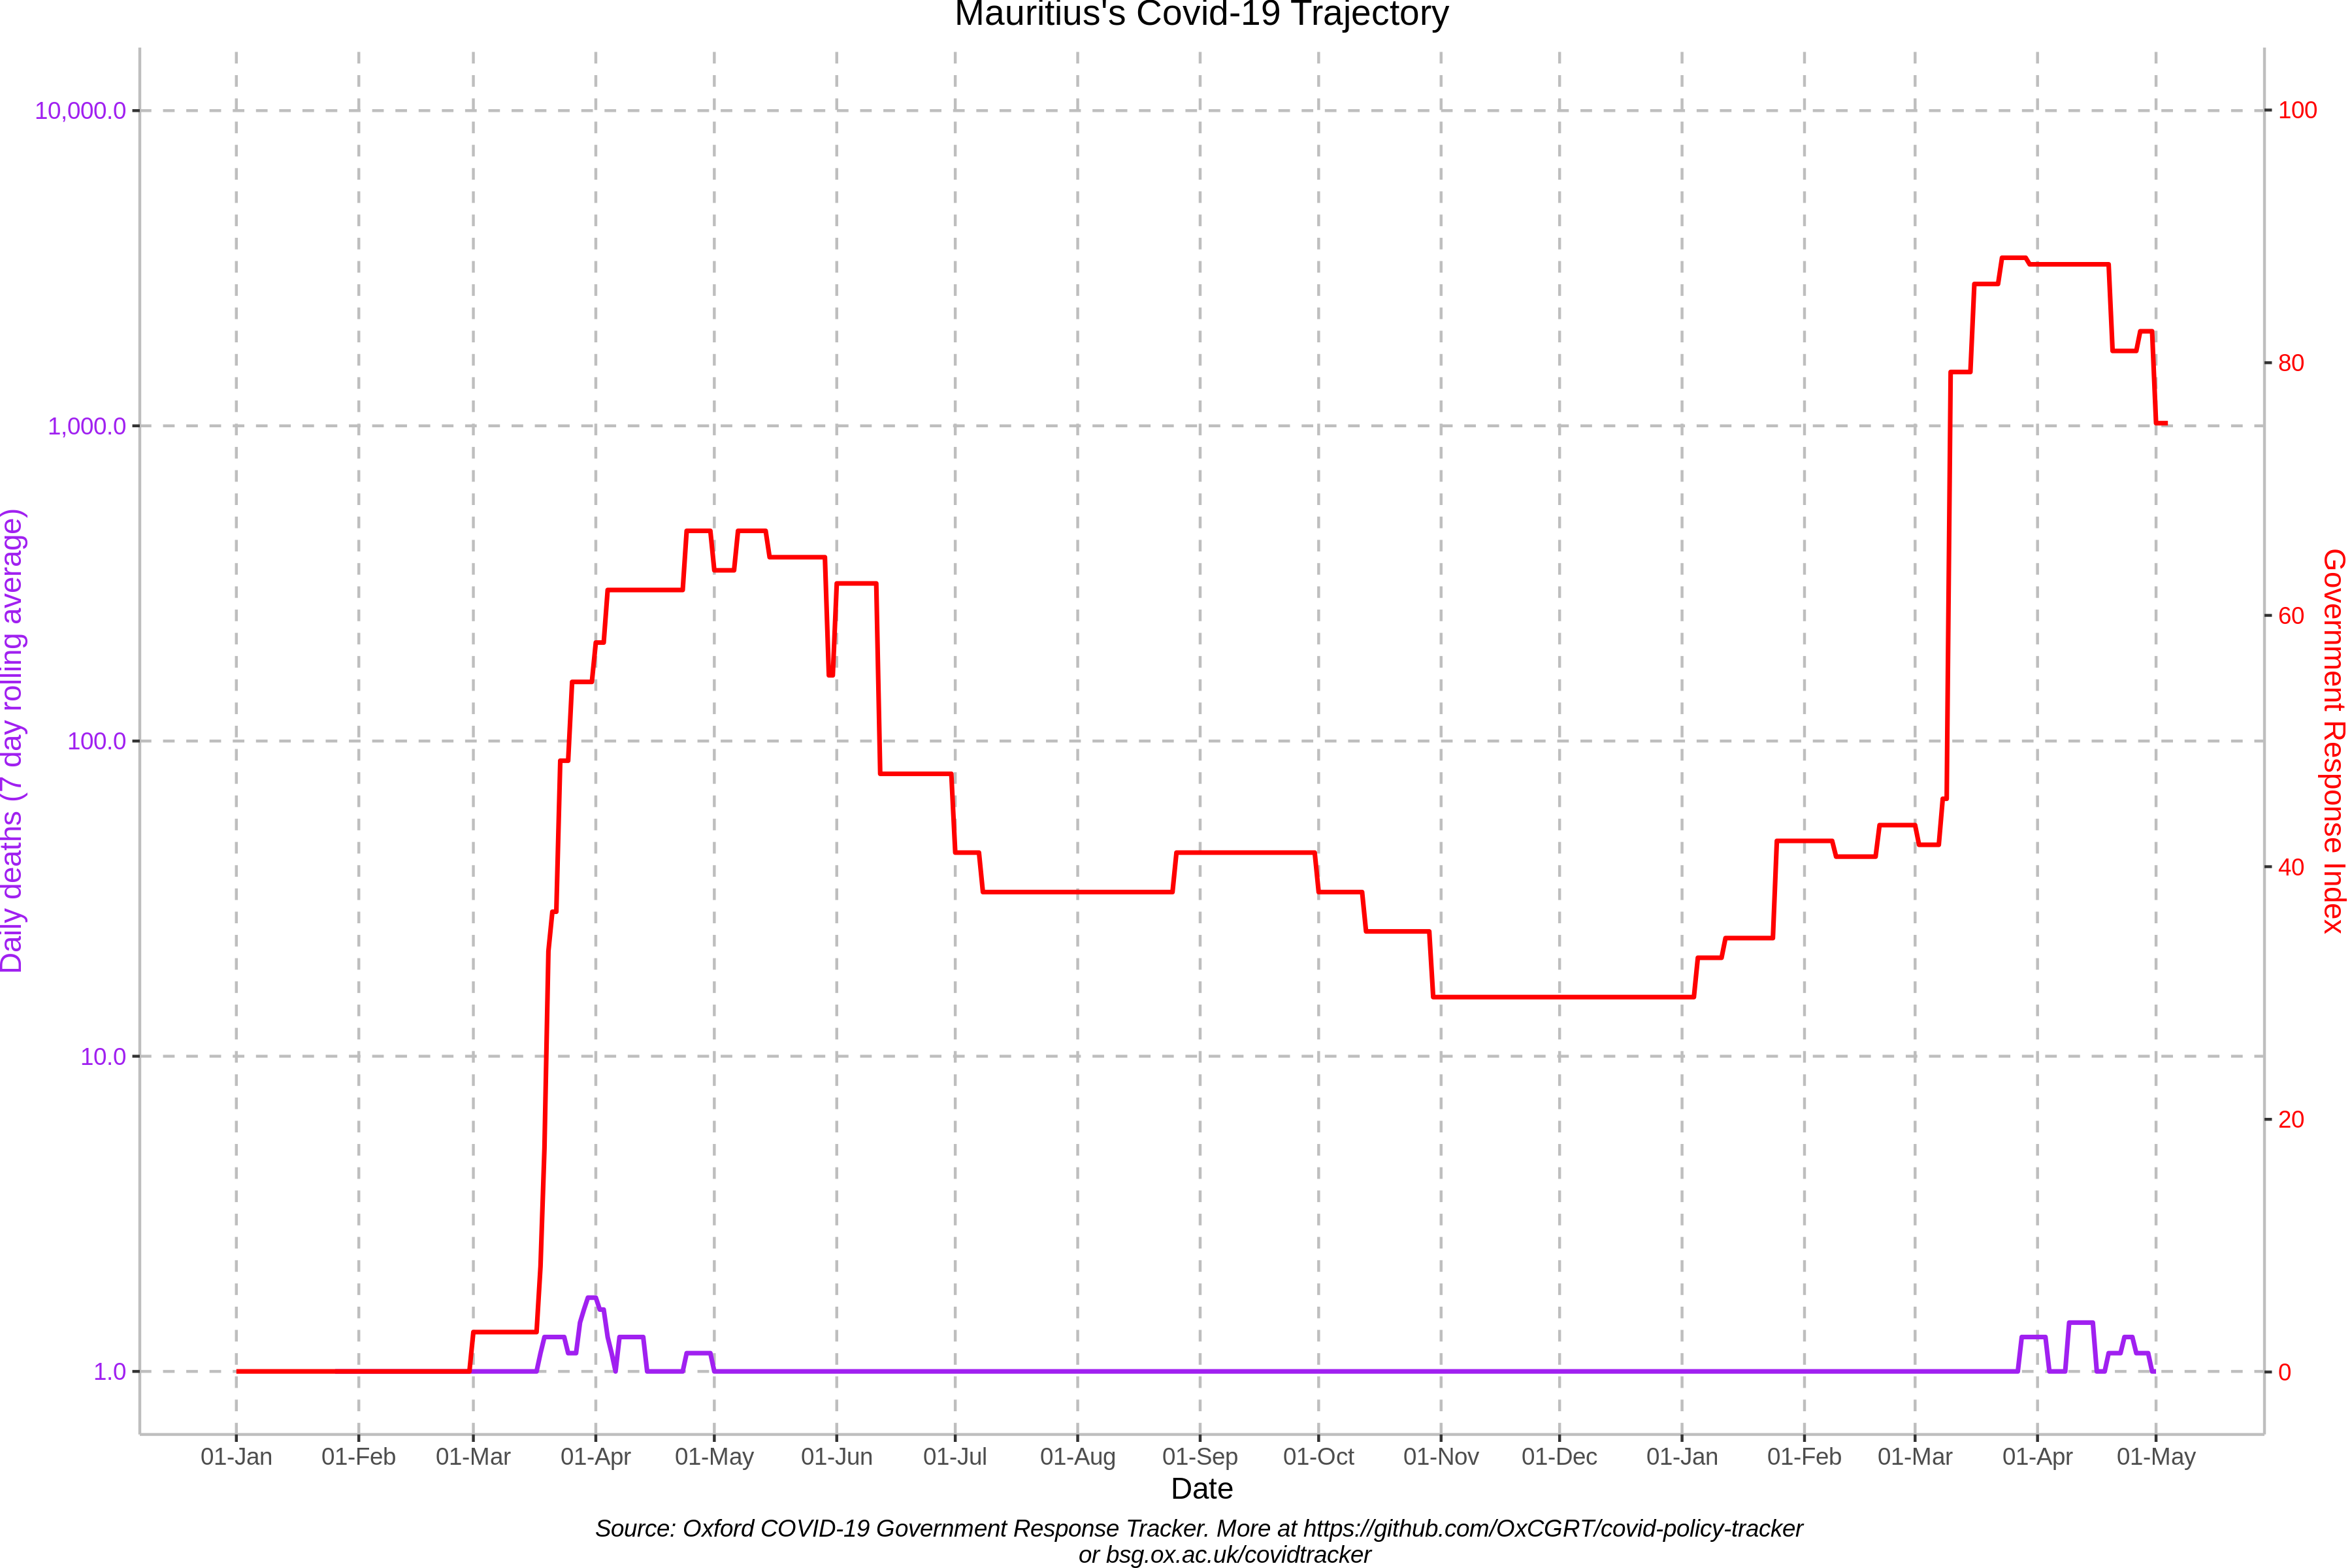 Mauritius's Covid-19 Trajectory
Daily deaths (7 day rolling average)
10,000.0
1,000.0
100.0
10.0
1.0
100
80
60
40
20
0
Government Response Index
01-Jan 01-Feb 01-Mar 01-Apr 01-May 01-Jun 01-Jul 01-Aug 01-Sep 01-Oct 01-Nov 01-Dec 01-Jan 01-Feb 01-Mar 01-Apr 01-May
Date
Source: Oxford COVID-19 Government Response Tracker. More at https://github.com/OxCGRT/covid-policy-tracker
or bsg.ox.ac.uk/covidtracker